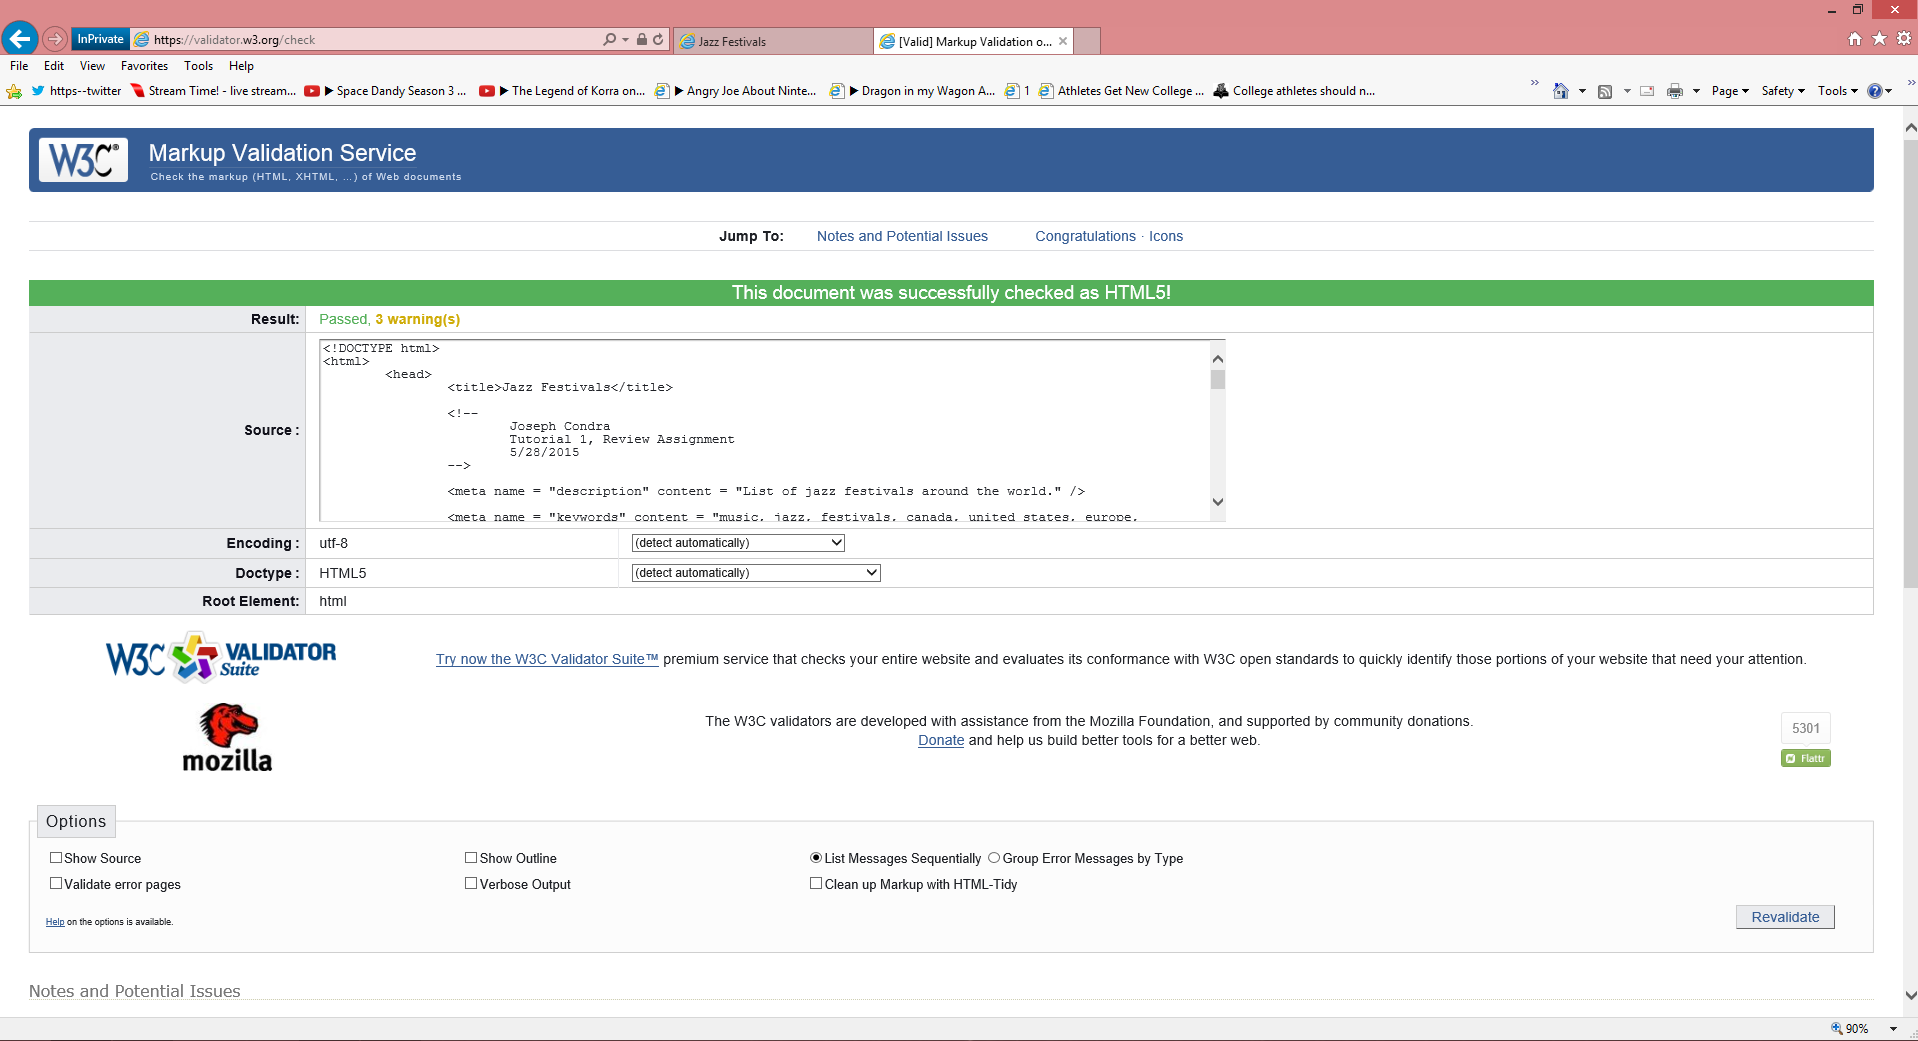 InPrivate https://validator.w3.org/check Jazz Festivals [Valid] Markup Validation o...
File Edit View Favorites Tools Help
https--twitter Stream Time! - live stream... ▶ Space Dandy Season 3 ... ▶ The Legend of Korra on... ▶ Angry Joe About Ninte... ▶ Dragon in my Wagon A... 1 Athletes Get New College ... College athletes should n... » Page Safety Tools »
W3C® Markup Validation Service
Check the markup (HTML, XHTML, …) of Web documents
Jump To: Notes and Potential Issues Congratulations · Icons
This document was successfully checked as HTML5!
Result: Passed, 3 warning(s)
Source :
<!DOCTYPE html>
<html>
<head>
<title>Jazz Festivals</title>
<!--
Joseph Condra
Tutorial 1, Review Assignment
5/28/2015
-->
<meta name = "description" content = "List of jazz festivals around the world." />
<meta name = "keywords" content = "music, jazz, festivals, canada, united states, europe,
Encoding : utf-8 (detect automatically)
Doctype : HTML5 (detect automatically)
Root Element: html
W3C VALIDATOR Suite
Try now the W3C Validator Suite™ premium service that checks your entire website and evaluates its conformance with W3C open standards to quickly identify those portions of your website that need your attention.
mozilla
The W3C validators are developed with assistance from the Mozilla Foundation, and supported by community donations.
Donate and help us build better tools for a better web.
5301
Flattr
Options
Show Source Show Outline List Messages Sequentially Group Error Messages by Type
Validate error pages Verbose Output Clean up Markup with HTML-Tidy
Help on the options is available.
Revalidate
Notes and Potential Issues
90%